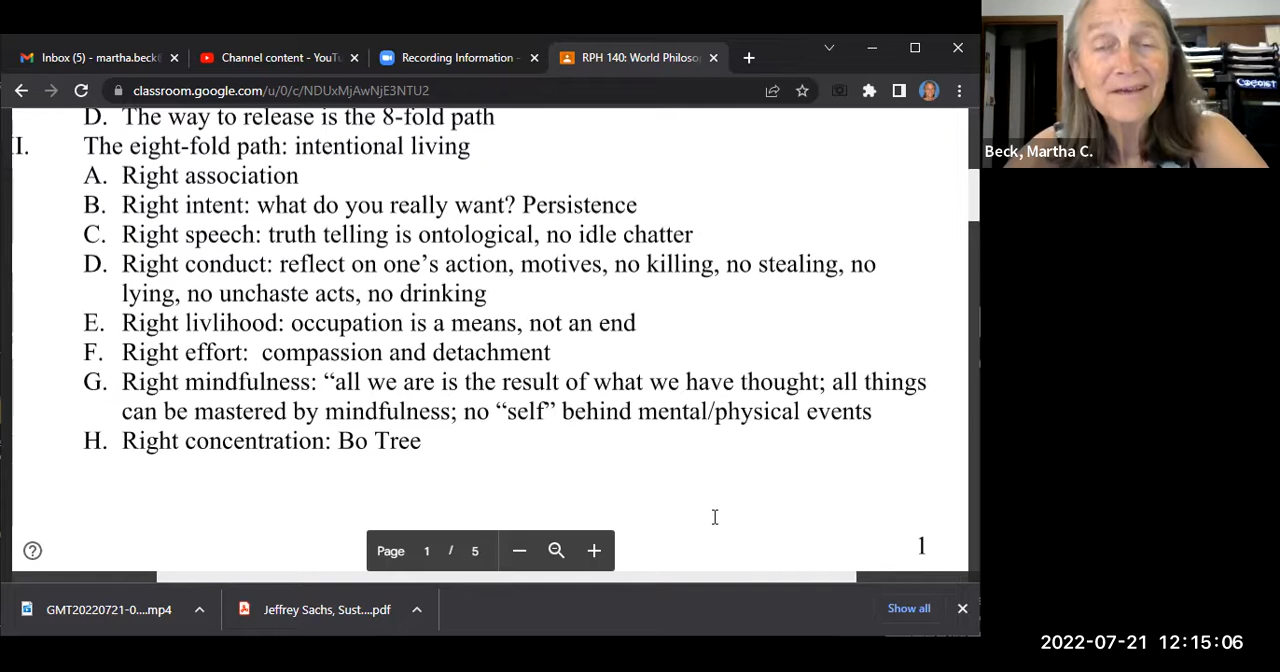 Inbox (5) - martha.beck@
Channel content - YouTu
Recording Information -
RPH 140: World Philoso
classroom.google.com/u/0/c/NDUxMjAwNjE3NTU2
Beck, Martha C.
COEXIST
D. The way to release is the 8-fold path
II. The eight-fold path: intentional living
A. Right association
B. Right intent: what do you really want? Persistence
C. Right speech: truth telling is ontological, no idle chatter
D. Right conduct: reflect on one’s action, motives, no killing, no stealing, no
lying, no unchaste acts, no drinking
E. Right livlihood: occupation is a means, not an end
F. Right effort:  compassion and detachment
G. Right mindfulness: “all we are is the result of what we have thought; all things
can be mastered by mindfulness; no “self” behind mental/physical events
H. Right concentration: Bo Tree
1
Page 1 / 5
GMT20220721-0....mp4
Jeffrey Sachs, Sust....pdf
Show all
2022-07-21 12:15:06